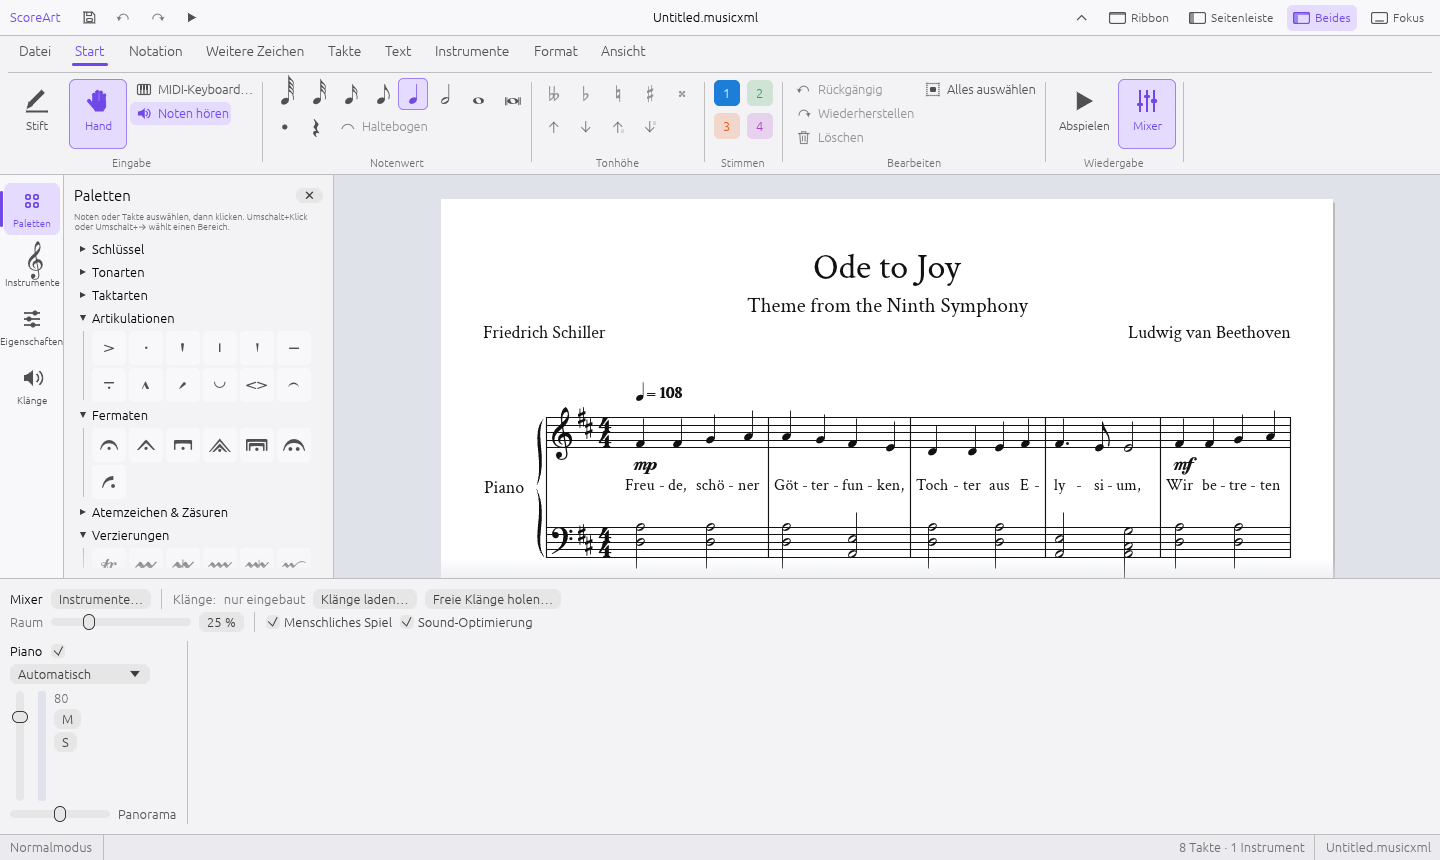 ScoreArt
Untitled.musicxml
Ribbon
Seitenleiste
Beides
Fokus
Datei
Start
Notation
Weitere Zeichen
Takte
Text
Instrumente
Format
Ansicht
Stift
Hand
MIDI-Keyboard…
Noten hören
Eingabe
Haltebogen
Notenwert
Tonhöhe
1
2
3
4
Stimmen
Rückgängig
Wiederherstellen
Löschen
Alles auswählen
Bearbeiten
Abspielen
Mixer
Wiedergabe
Paletten
Instrumente
Eigenschaften
Klänge
Paletten
Noten oder Takte auswählen, dann klicken. Umschalt+Klick
oder Umschalt+→ wählt einen Bereich.
Schlüssel
Tonarten
Taktarten
Artikulationen
Fermaten
Atemzeichen & Zäsuren
Verzierungen
Ode to Joy
Theme from the Ninth Symphony
Friedrich Schiller
Ludwig van Beethoven
= 108
mp
mf
Freu - de, schö - ner Göt - ter - fun - ken, Toch - ter aus E - ly - si - um, Wir be - tre - ten
Piano
Mixer
Instrumente…
Klänge: nur eingebaut
Klänge laden…
Freie Klänge holen…
Raum
25 %
Menschliches Spiel
Sound-Optimierung
Piano
Automatisch
80
M
S
Panorama
Normalmodus
8 Takte · 1 Instrument
Untitled.musicxml